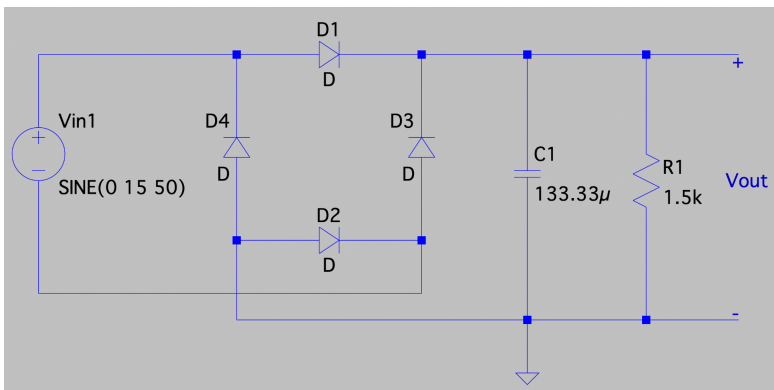 D1
D
+
Vin1
D4
D3
C1
R1
D
D
133.33µ
1.5k
Vout
SINE(0 15 50)
D2
D
-